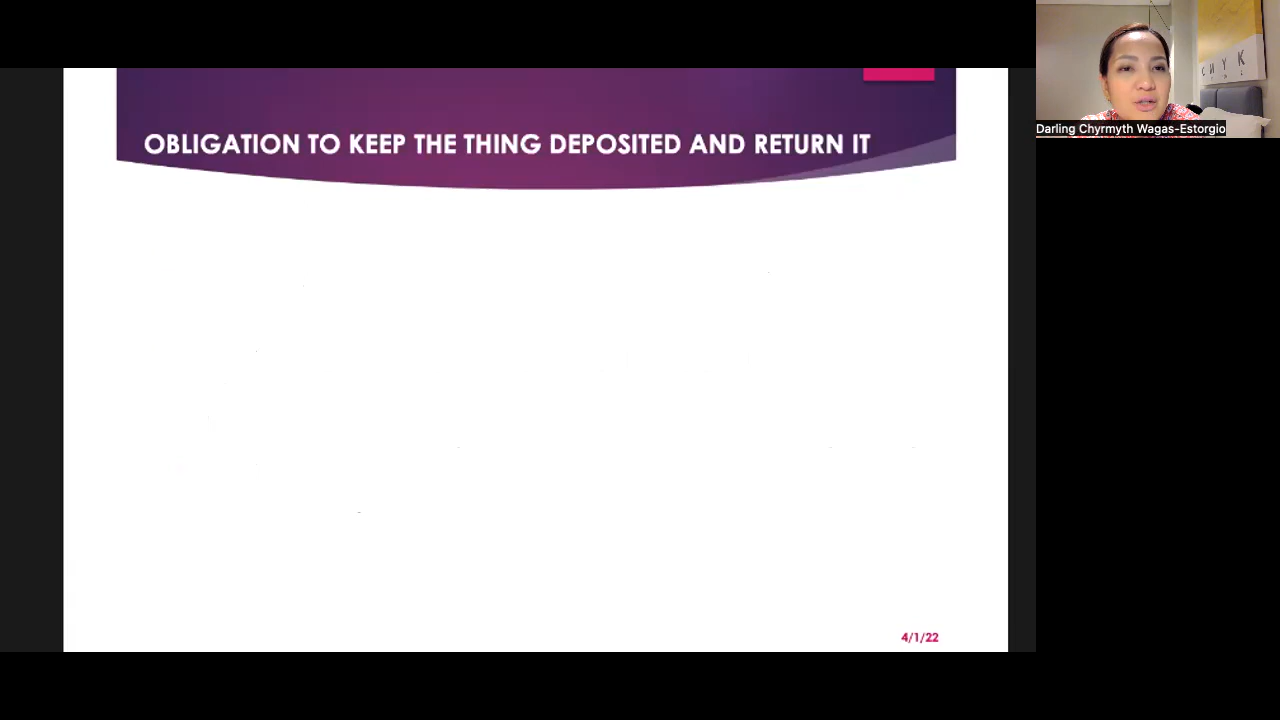 OBLIGATION TO KEEP THE THING DEPOSITED AND RETURN IT
4/1/22
Darling Chyrmyth Wagas-Estorgio
C H Y K